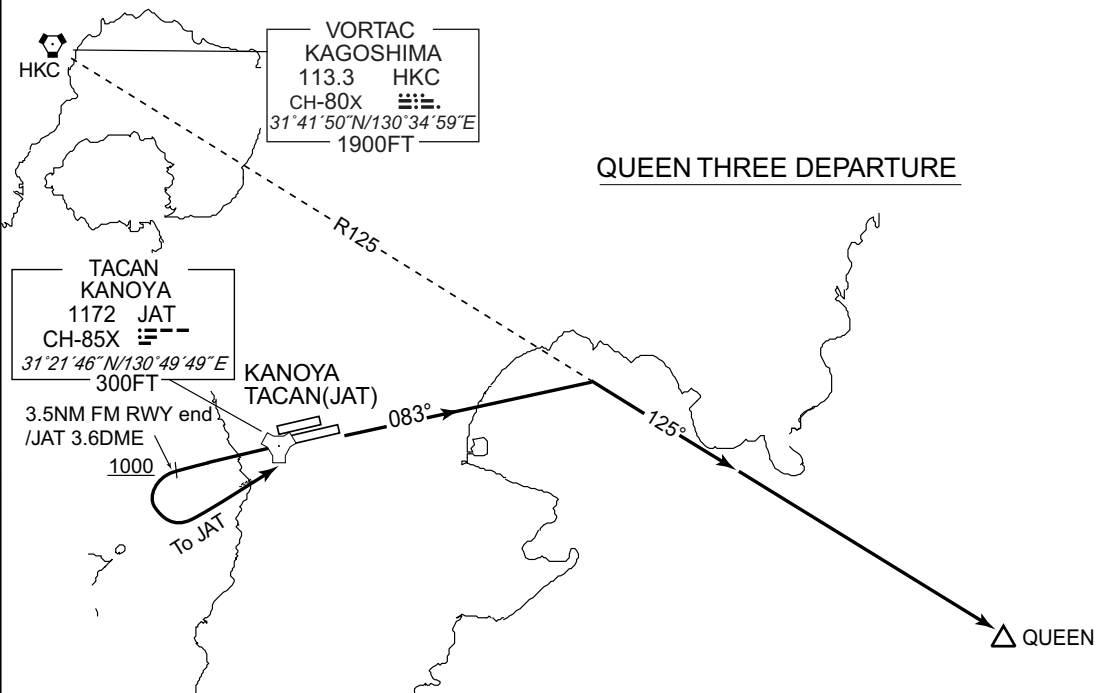 VORTAC
KAGOSHIMA
113.3 HKC
CH-80X
31°41´50˝N/130°34´59˝E
1900FT
HKC
QUEEN THREE DEPARTURE
R125
TACAN
KANOYA
1172 JAT
CH-85X
31°21´46˝N/130°49´49˝E
300FT
KANOYA
TACAN(JAT)
3.5NM FM RWY end
/JAT 3.6DME
1000
083°
125°
To JAT
QUEEN